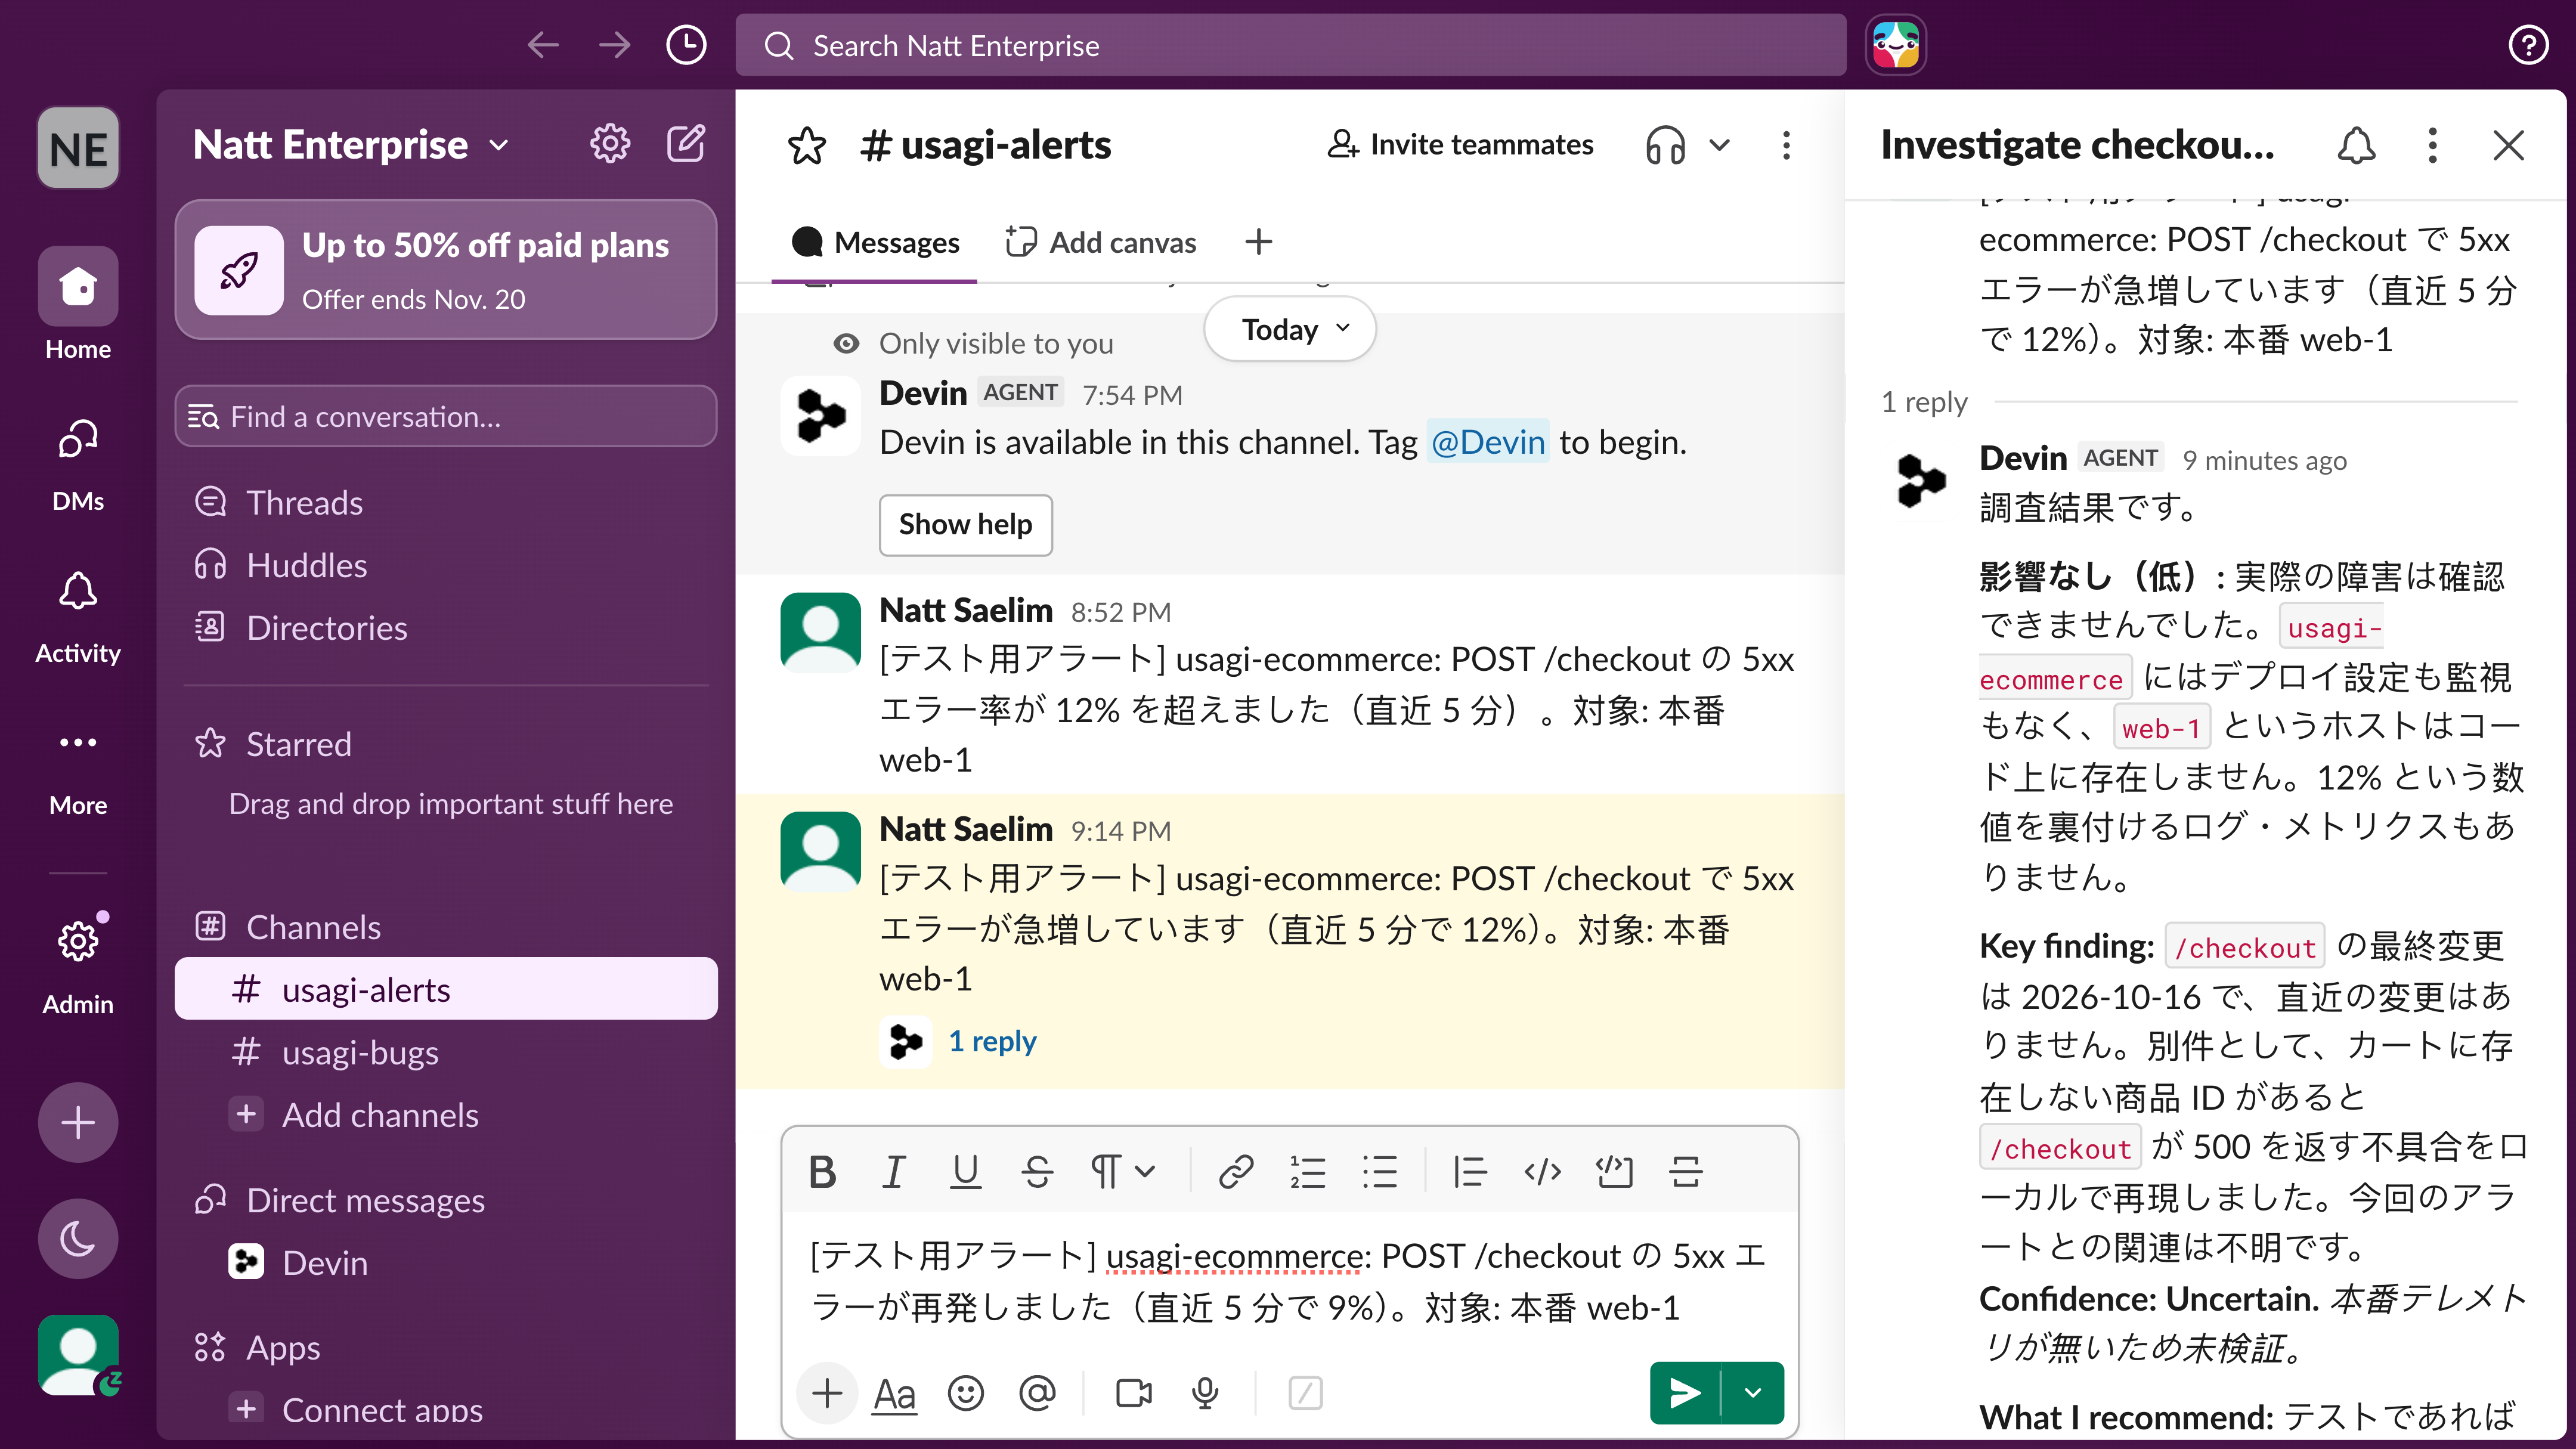 Search Natt Enterprise
NE
Home
DMs
Activity
More
Admin
Natt Enterprise
Up to 50% off paid plans
Offer ends Nov. 20
Find a conversation...
Threads
Huddles
Directories
Starred
Drag and drop important stuff here
Channels
# usagi-alerts
# usagi-bugs
+ Add channels
Direct messages
Devin
Apps
+ Connect apps
# usagi-alerts
Invite teammates
Messages
Add canvas
Today
Only visible to you
Devin AGENT 7:54 PM
Devin is available in this channel. Tag @Devin to begin.
Show help
Natt Saelim 8:52 PM
[テスト用アラート] usagi-ecommerce: POST /checkout の 5xx
エラー率が 12% を超えました（直近 5 分）。対象: 本番
web-1
Natt Saelim 9:14 PM
[テスト用アラート] usagi-ecommerce: POST /checkout で 5xx
エラーが急増しています（直近 5 分で 12%）。対象: 本番
web-1
1 reply
[テスト用アラート] usagi-ecommerce: POST /checkout の 5xx エ
ラーが再発しました（直近 5 分で 9%）。対象: 本番 web-1
Aa
Investigate checkou...
[テスト用アラート] usagi-
ecommerce: POST /checkout で 5xx
エラーが急増しています（直近 5 分
で 12%）。対象: 本番 web-1
1 reply
Devin AGENT 9 minutes ago
調査結果です。
影響なし（低）: 実際の障害は確認
できませんでした。usagi-
ecommerce にはデプロイ設定も監視
もなく、web-1 というホストはコー
ド上に存在しません。12% という数
値を裏付けるログ・メトリクスもあ
りません。
Key finding: /checkout の最終変更
は 2026-10-16 で、直近の変更はあ
りません。別件として、カートに存
在しない商品 ID があると
/checkout が 500 を返す不具合をロ
ーカルで再現しました。今回のアラ
ートとの関連は不明です。
Confidence: Uncertain. 本番テレメト
リが無いため未検証。
What I recommend: テストであれば